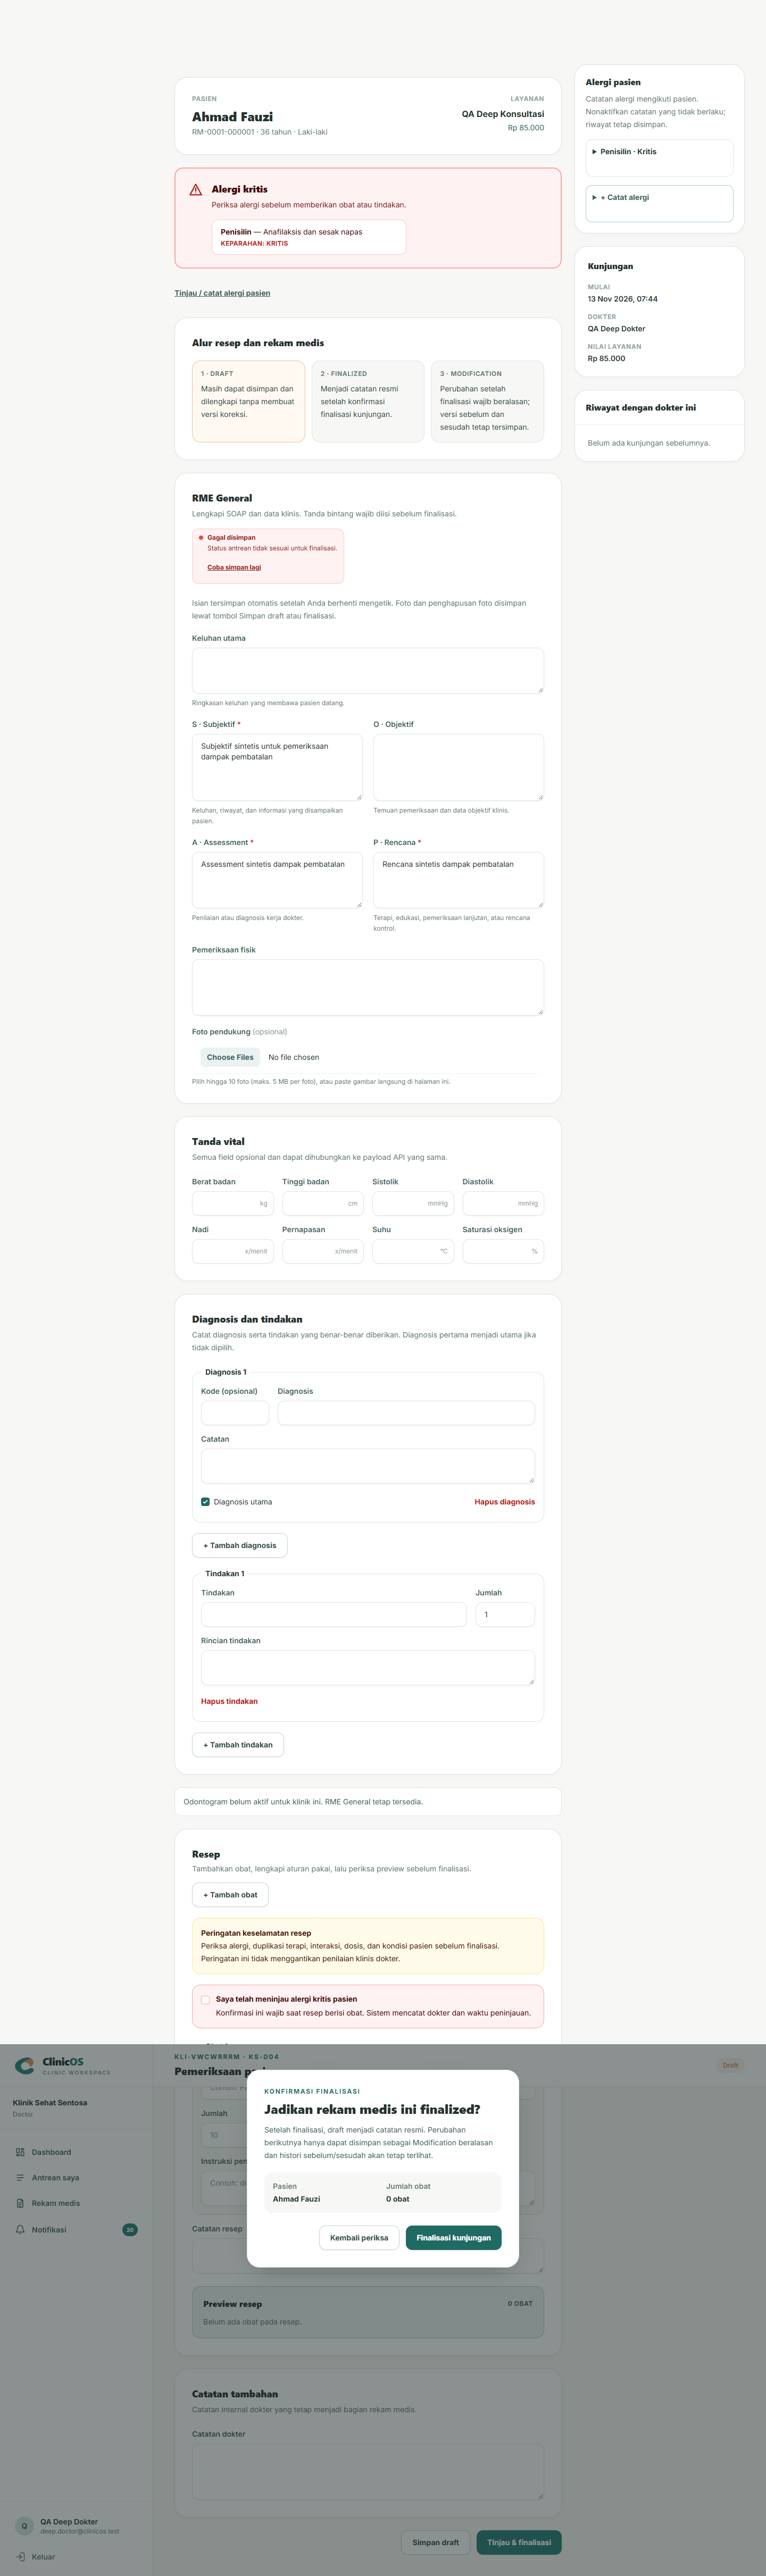 PASIEN
Ahmad Fauzi
RM-0001-000001 · 36 tahun · Laki-laki
LAYANAN
QA Deep Konsultasi
Rp 85.000
Alergi kritis
Periksa alergi sebelum memberikan obat atau tindakan.
Penisilin — Anafilaksis dan sesak napas
KEPARAHAN: KRITIS
Tinjau / catat alergi pasien
Alur resep dan rekam medis
1 · DRAFT
Masih dapat disimpan dan
dilengkapi tanpa membuat
versi koreksi.
2 · FINALIZED
Menjadi catatan resmi
setelah konfirmasi
finalisasi kunjungan.
3 · MODIFICATION
Perubahan setelah
finalisasi wajib beralasan;
versi sebelum dan
sesudah tetap tersimpan.
Alergi pasien
Catatan alergi mengikuti pasien.
Nonaktifkan catatan yang tidak berlaku;
riwayat tetap disimpan.
Penisilin · Kritis
+ Catat alergi
Kunjungan
MULAI
13 Nov 2026, 07:44
DOKTER
QA Deep Dokter
NILAI LAYANAN
Rp 85.000
Riwayat dengan dokter ini
Belum ada kunjungan sebelumnya.
RME General
Lengkapi SOAP dan data klinis. Tanda bintang wajib diisi sebelum finalisasi.
Gagal disimpan
Status antrean tidak sesuai untuk finalisasi.
Coba simpan lagi
Isian tersimpan otomatis setelah Anda berhenti mengetik. Foto dan penghapusan foto disimpan
lewat tombol Simpan draft atau finalisasi.
Keluhan utama
Ringkasan keluhan yang membawa pasien datang.
S · Subjektif *
Subjektif sintetis untuk pemeriksaan
dampak pembatalan
Keluhan, riwayat, dan informasi yang disampaikan
pasien.
O · Objektif
Temuan pemeriksaan dan data objektif klinis.
A · Assessment *
Assessment sintetis dampak pembatalan
Penilaian atau diagnosis kerja dokter.
P · Rencana *
Rencana sintetis dampak pembatalan
Terapi, edukasi, pemeriksaan lanjutan, atau rencana
kontrol.
Pemeriksaan fisik
Foto pendukung (opsional)
Choose Files No file chosen
Pilih hingga 10 foto (maks. 5 MB per foto), atau paste gambar langsung di halaman ini.
Tanda vital
Semua field opsional dan dapat dihubungkan ke payload API yang sama.
Berat badan
kg
Tinggi badan
cm
Sistolik
mmHg
Diastolik
mmHg
Nadi
x/menit
Pernapasan
x/menit
Suhu
°C
Saturasi oksigen
%
Diagnosis dan tindakan
Catat diagnosis serta tindakan yang benar-benar diberikan. Diagnosis pertama menjadi utama jika
tidak dipilih.
Diagnosis 1
Kode (opsional)
Diagnosis
Catatan
Diagnosis utama
Hapus diagnosis
+ Tambah diagnosis
Tindakan 1
Tindakan
Jumlah
1
Rincian tindakan
Hapus tindakan
+ Tambah tindakan
Odontogram belum aktif untuk klinik ini. RME General tetap tersedia.
Resep
Tambahkan obat, lengkapi aturan pakai, lalu periksa preview sebelum finalisasi.
+ Tambah obat
Peringatan keselamatan resep
Periksa alergi, duplikasi terapi, interaksi, dosis, dan kondisi pasien sebelum finalisasi.
Peringatan ini tidak menggantikan penilaian klinis dokter.
Saya telah meninjau alergi kritis pasien
Konfirmasi ini wajib saat resep berisi obat. Sistem mencatat dokter dan waktu peninjauan.
ClinicOS
CLINIC WORKSPACE
Klinik Sehat Sentosa
Doctor
Dashboard
Antrean saya
Rekam medis
Notifikasi
30
QA Deep Dokter
deep.doctor@clinicos.test
Keluar
KLI-VWCWRRRM · KS-004
Pemeriksaan
Draft
Jumlah
10
Instruksi
Contoh:
Catatan resep
KONFIRMASI FINALISASI
Jadikan rekam medis ini finalized?
Setelah finalisasi, draft menjadi catatan resmi. Perubahan
berikutnya hanya dapat disimpan sebagai Modification beralasan
dan histori sebelum/sesudah akan tetap terlihat.
Pasien
Ahmad Fauzi
Jumlah obat
0 obat
Kembali periksa
Finalisasi kunjungan
Preview resep
0 OBAT
Belum ada obat pada resep.
Catatan tambahan
Catatan internal dokter yang tetap menjadi bagian rekam medis.
Catatan dokter
Simpan draft
Tinjau & finalisasi